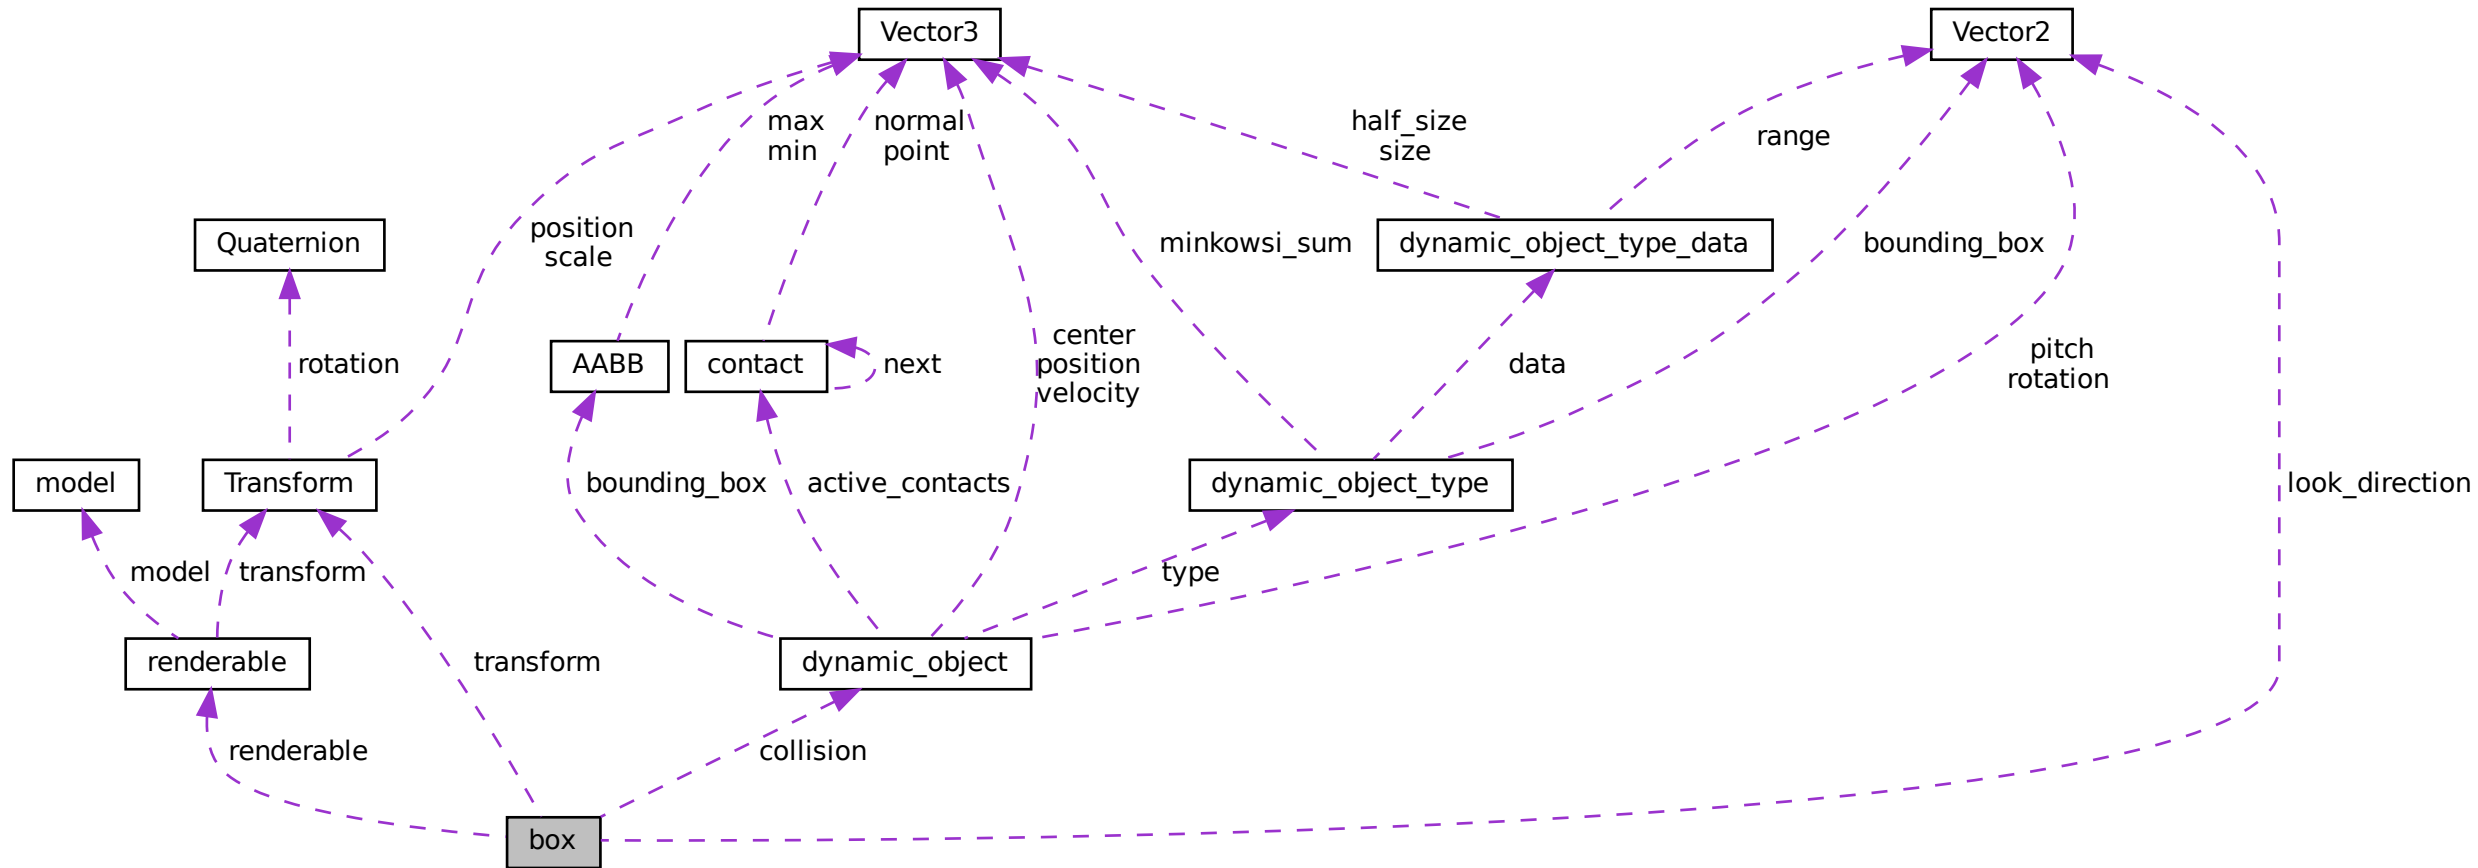 Vector3
Vector2
max
min
normal
point
half_size
size
range
position
scale
Quaternion
minkowsi_sum
dynamic_object_type_data
bounding_box
rotation
AABB
contact
next
center
position
velocity
data
pitch
rotation
model
Transform
bounding_box
active_contacts
dynamic_object_type
look_direction
model
transform
type
renderable
transform
dynamic_object
renderable
collision
box